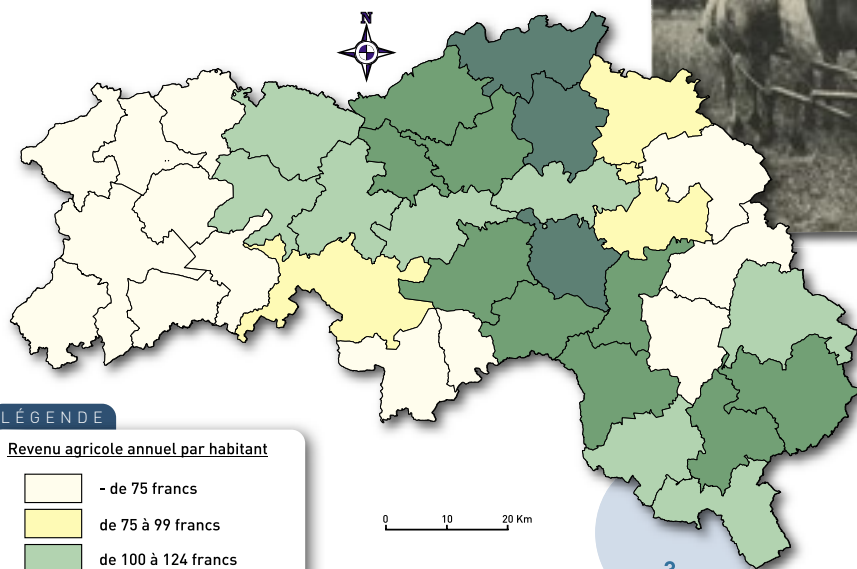 N
LÉGENDE
Revenu agricole annuel par habitant
- de 75 francs
de 75 à 99 francs
de 100 à 124 francs
0 10 20 Km